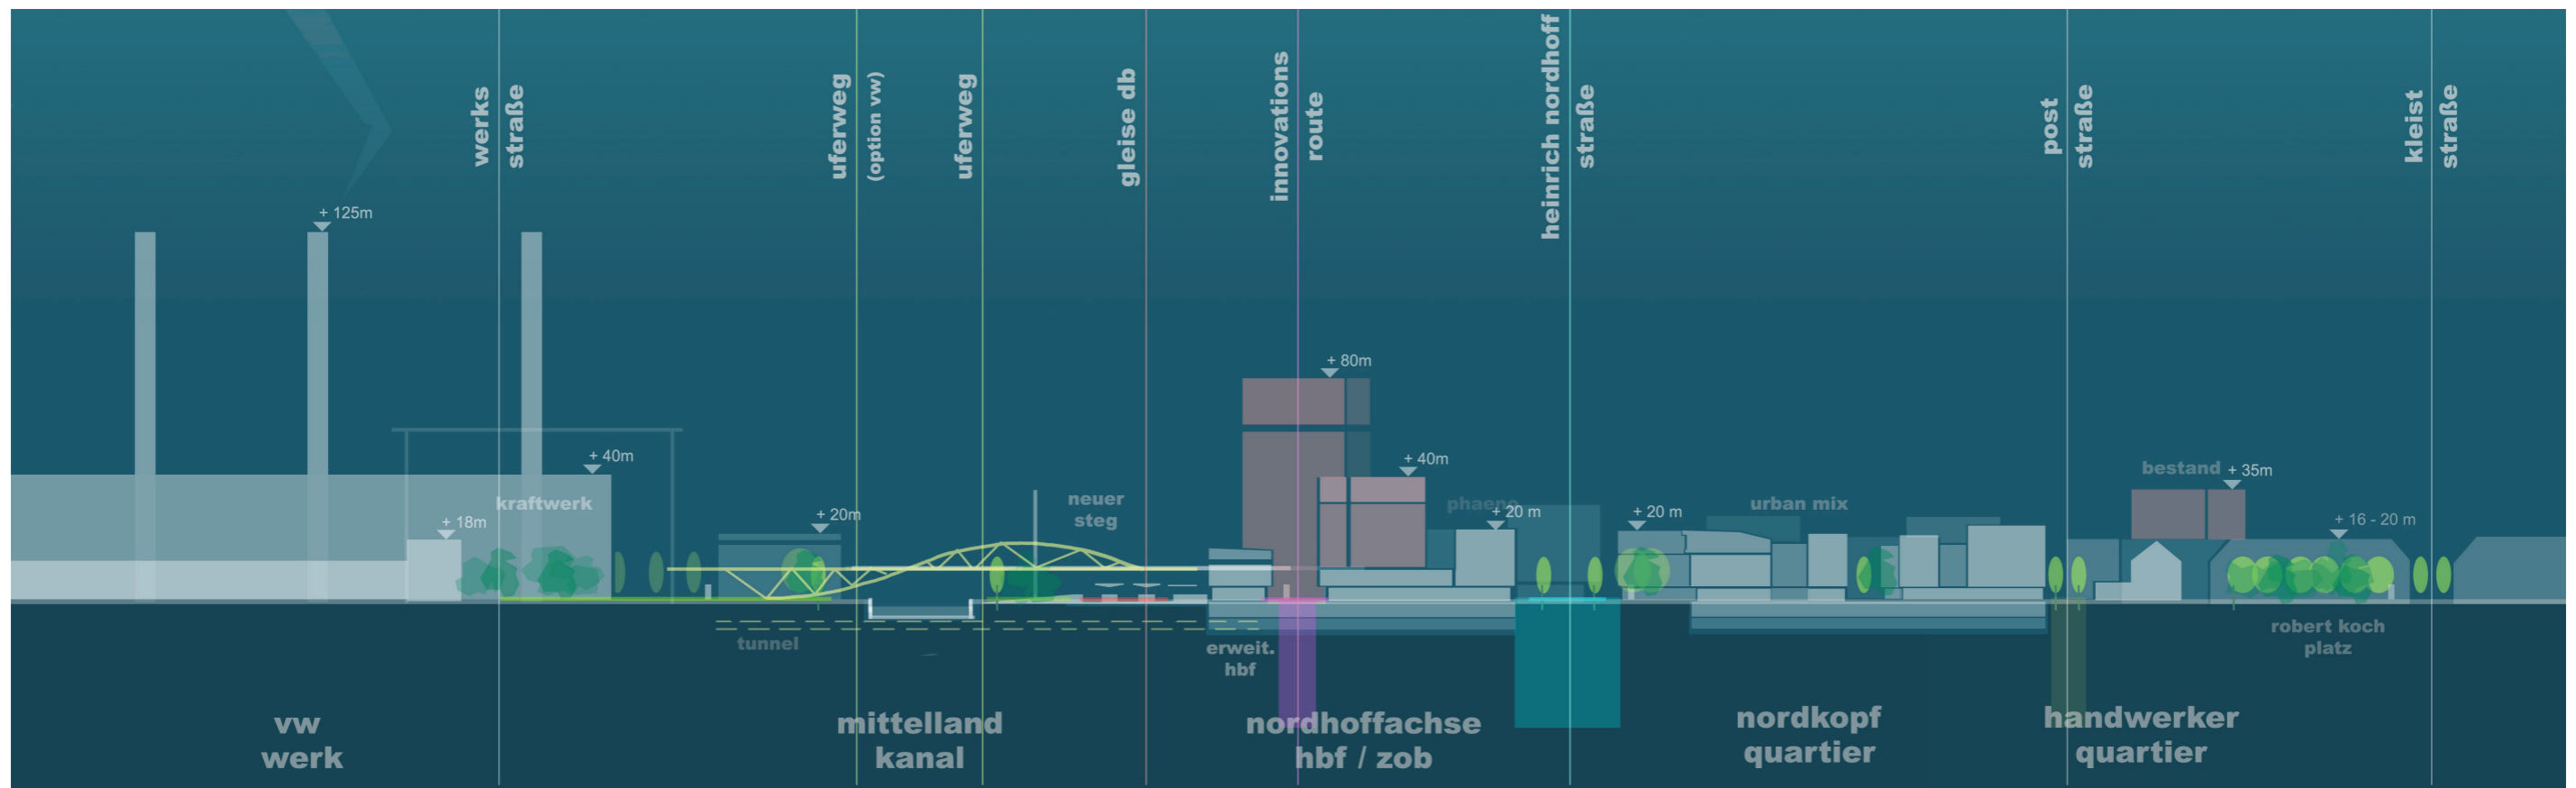 werks
straße
uferweg
(option vw)
uferweg
gleise db
innovations
route
heinrich nordhoff
straße
post
straße
kleist
straße
+ 125m
+ 80m
+ 40m
kraftwerk
+ 18m
+ 20m
neuer
steg
+ 40m
phaeno
+ 20 m
+ 20 m
urban mix
bestand
+ 35m
+ 16 - 20 m
tunnel
erweit.
hbf
robert koch
platz
vw
werk
mittelland
kanal
nordhoffachse
hbf / zob
nordkopf
quartier
handwerker
quartier